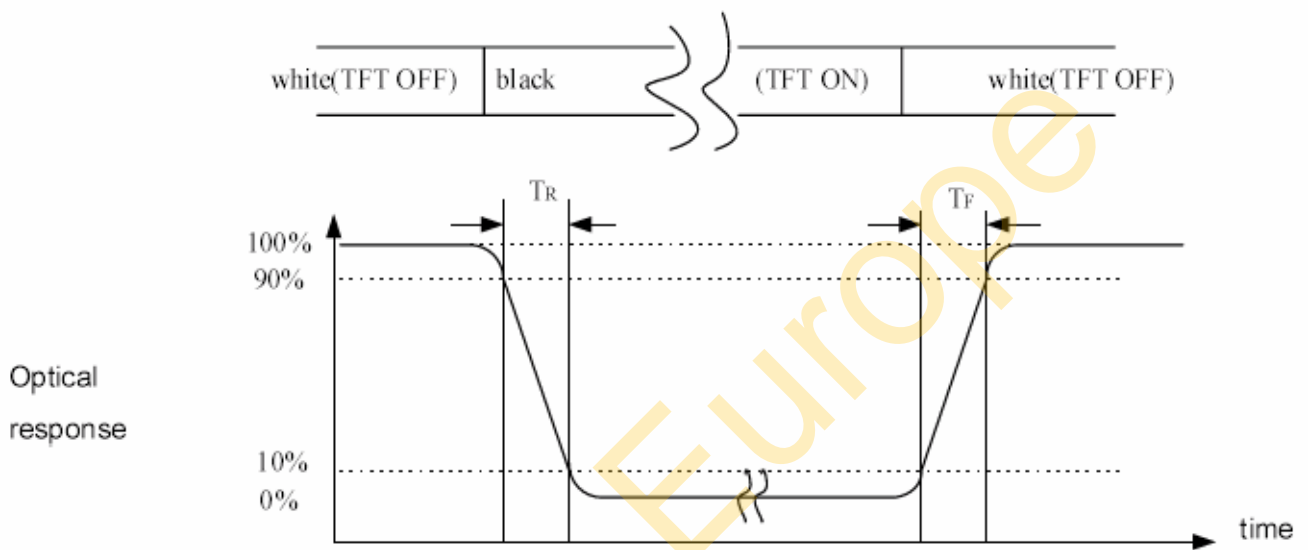 white(TFT OFF) black (TFT ON) white(TFT OFF)
TR TF
100%
90%
Optical
response
10%
0%
time
Europe